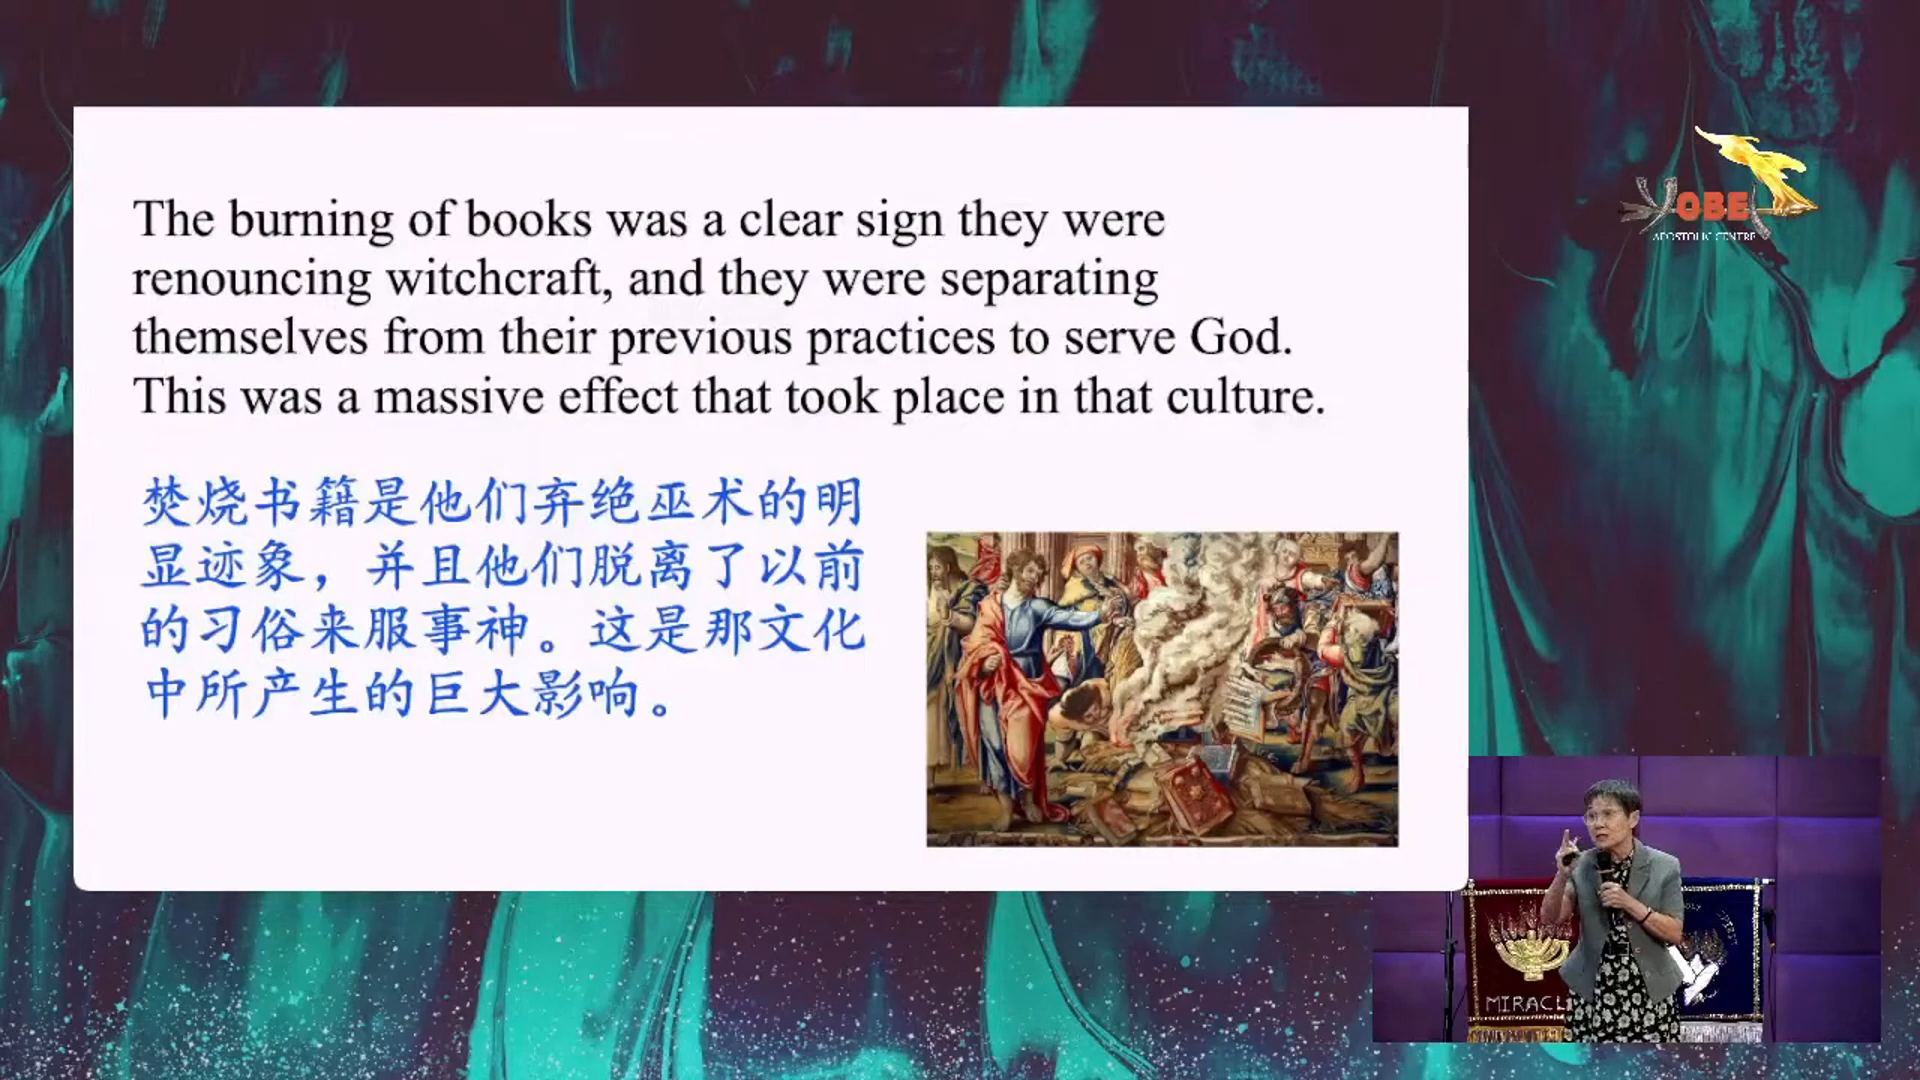 The burning of books was a clear sign they were
renouncing witchcraft, and they were separating
themselves from their previous practices to serve God.
This was a massive effect that took place in that culture.
焚烧书籍是他们弃绝巫术的明
显迹象，并且他们脱离了以前
的习俗来服事神。这是那文化
中所产生的巨大影响。
YOBEL
APOSTOLIC CENTRE
MIRACL